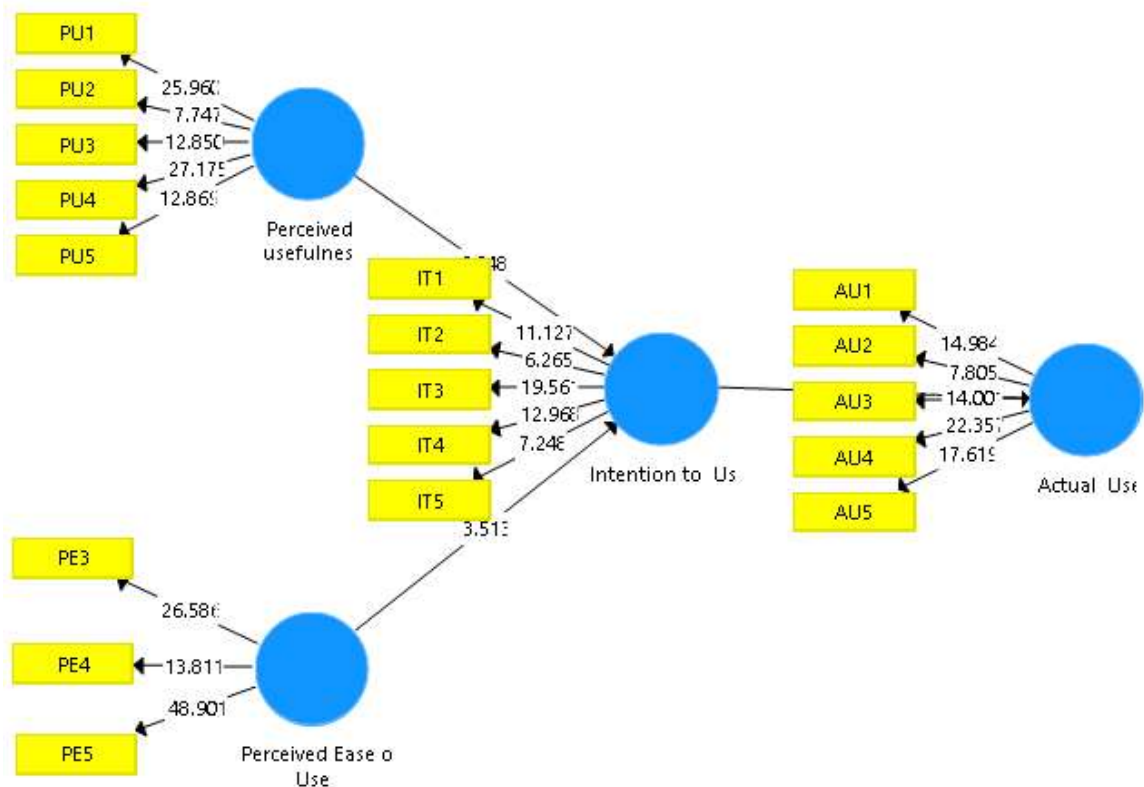 PU1
25.960
PU2
7.747
PU3
12.850
PU4
27.175
PU5
12.869
Perceived
usefulnes
IT1
11.127
IT2
6.265
IT3
19.56
IT4
12.968
IT5
7.248
Intention to Us
3.513
AU1
14.984
AU2
7.805
AU3
14.00
AU4
22.357
AU5
17.619
Actual Use
PE3
26.586
PE4
13.811
PE5
48.901
Perceived Ease o
Use